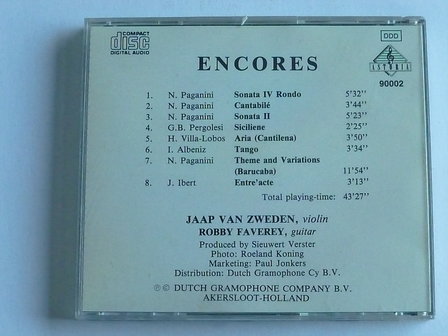 COMPACT
disc
DIGITAL AUDIO
DDD
ASTORIA
90002
ENCORES
1. N. Paganini Sonata IV Rondo 5'32''
2. N. Paganini Cantabilé 3'44''
3. N. Paganini Sonata II 5'23''
4. G.B. Pergolesi Siciliene 2'25''
5. H. Villa-Lobos Aria (Cantilena) 3'50''
6. I. Albeniz Tango 3'34''
7. N. Paganini Theme and Variations
(Barucaba) 11'54''
8. J. Ibert Entre'acte 3'13''
Total playing-time: 43'27''
JAAP VAN ZWEDEN, violin
ROBBY FAVEREY, guitar
Produced by Sieuwert Verster
Photo: Roeland Koning
Marketing: Paul Jonkers
Distribution: Dutch Gramophone Cy B.V.
℗ © DUTCH GRAMOPHONE COMPANY B.V.
AKERSLOOT-HOLLAND